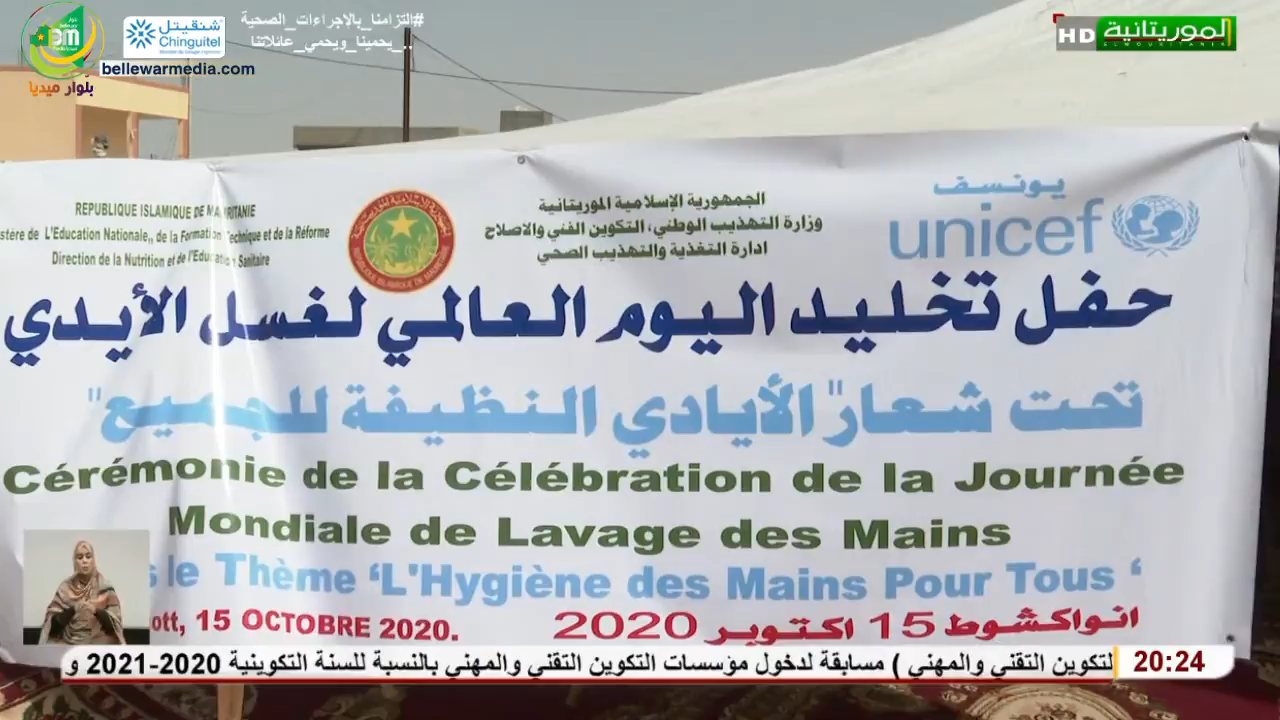 #التزامنا_بالإجراءات_الصحية
.._يحمينا_ويحمي_عائلاتنا
شنقيتل
Chinguitel
bellewarmedia.com
بلوار ميديا
HD الموريتانية
REPUBLIQUE ISLAMIQUE DE MAURITANIE
stère de L'Education Nationale,, de la Formation Technique et de la Réforme
Direction de la Nutrition et de l'Education Sanitaire
الجمهورية الإسلامية الموريتانية
وزارة التهذيب الوطني، التكوين الفني والاصلاح
ادارة التغذية والتهذيب الصحي
يونسف
unicef
حفل تخليد اليوم العالمي لغسل الأيدي
تحت شعار" الأيادي النظيفة للجميع"
Cérémonie de la Célébration de la Journée
Mondiale de Lavage des Mains
s le Thème ‘L'Hygiène des Mains Pour Tous ‘
ott, 15 OCTOBRE 2020.
انواكشوط 15 اكتوبر 2020
لتكوين التقني والمهني ) مسابقة لدخول مؤسسات التكوين التقني والمهني بالنسبة للسنة التكوينية 2020-2021 و
20:24